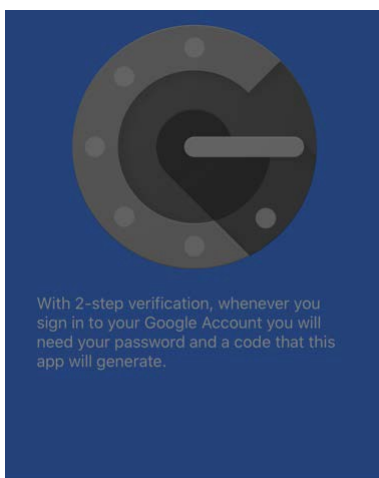 With 2-step verification, whenever you
sign in to your Google Account you will
need your password and a code that this
app will generate.